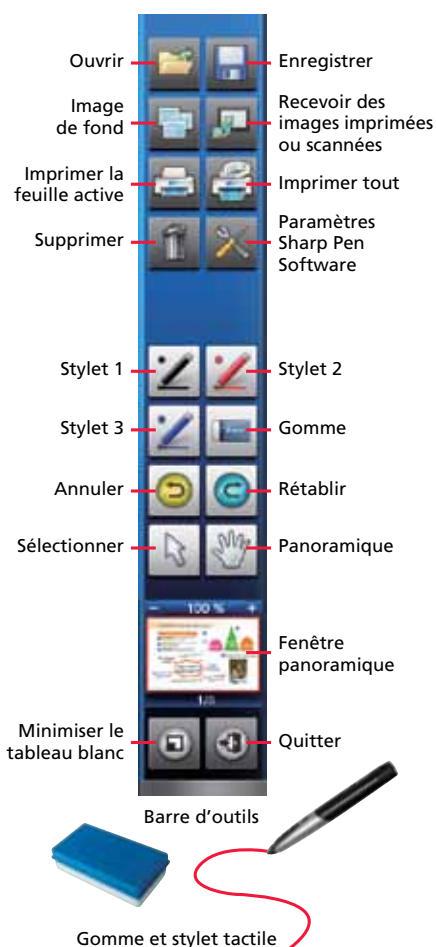 Ouvrir
Enregistrer
Image
de fond
Recevoir des
images imprimées
ou scannées
Imprimer la
feuille active
Imprimer tout
Supprimer
Paramètres
Sharp Pen
Software
Stylet 1
Stylet 2
Stylet 3
Gomme
Annuler
Rétablir
Sélectionner
Panoramique
− 100 % +
Fenêtre
panoramique
Minimiser le
tableau blanc
Quitter
Barre d'outils
Gomme et stylet tactile